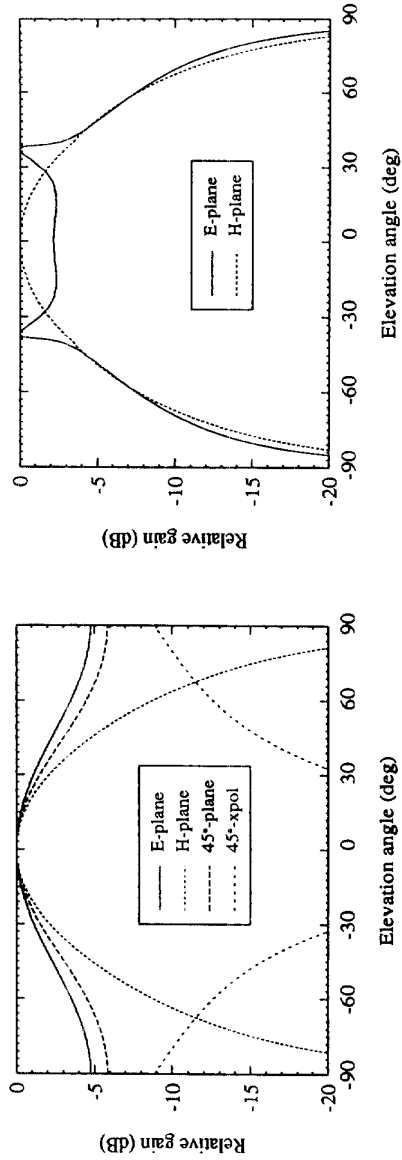 0
-5
-10
-15
-20
Relative gain (dB)
-90
-60
-30
0
30
60
90
Elevation angle (deg)
E-plane
H-plane
45°-plane
45°-xpol
0
-5
-10
-15
-20
Relative gain (dB)
-90
-60
-30
0
30
60
90
Elevation angle (deg)
E-plane
H-plane